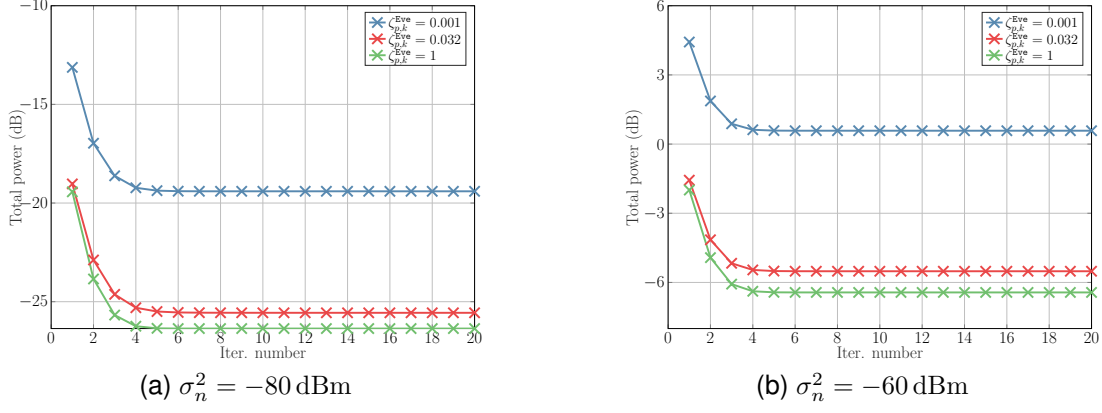 −10
−15
−20
−25
Total power (dB)
0 2 4 6 8 10 12 14 16 18 20
Iter. number
ζ_{p,k}^{Eve} = 0.001
ζ_{p,k}^{Eve} = 0.032
ζ_{p,k}^{Eve} = 1
(a) σ_n^2 = −80 dBm
6
3
0
−3
−6
Total power (dB)
0 2 4 6 8 10 12 14 16 18 20
Iter. number
ζ_{p,k}^{Eve} = 0.001
ζ_{p,k}^{Eve} = 0.032
ζ_{p,k}^{Eve} = 1
(b) σ_n^2 = −60 dBm